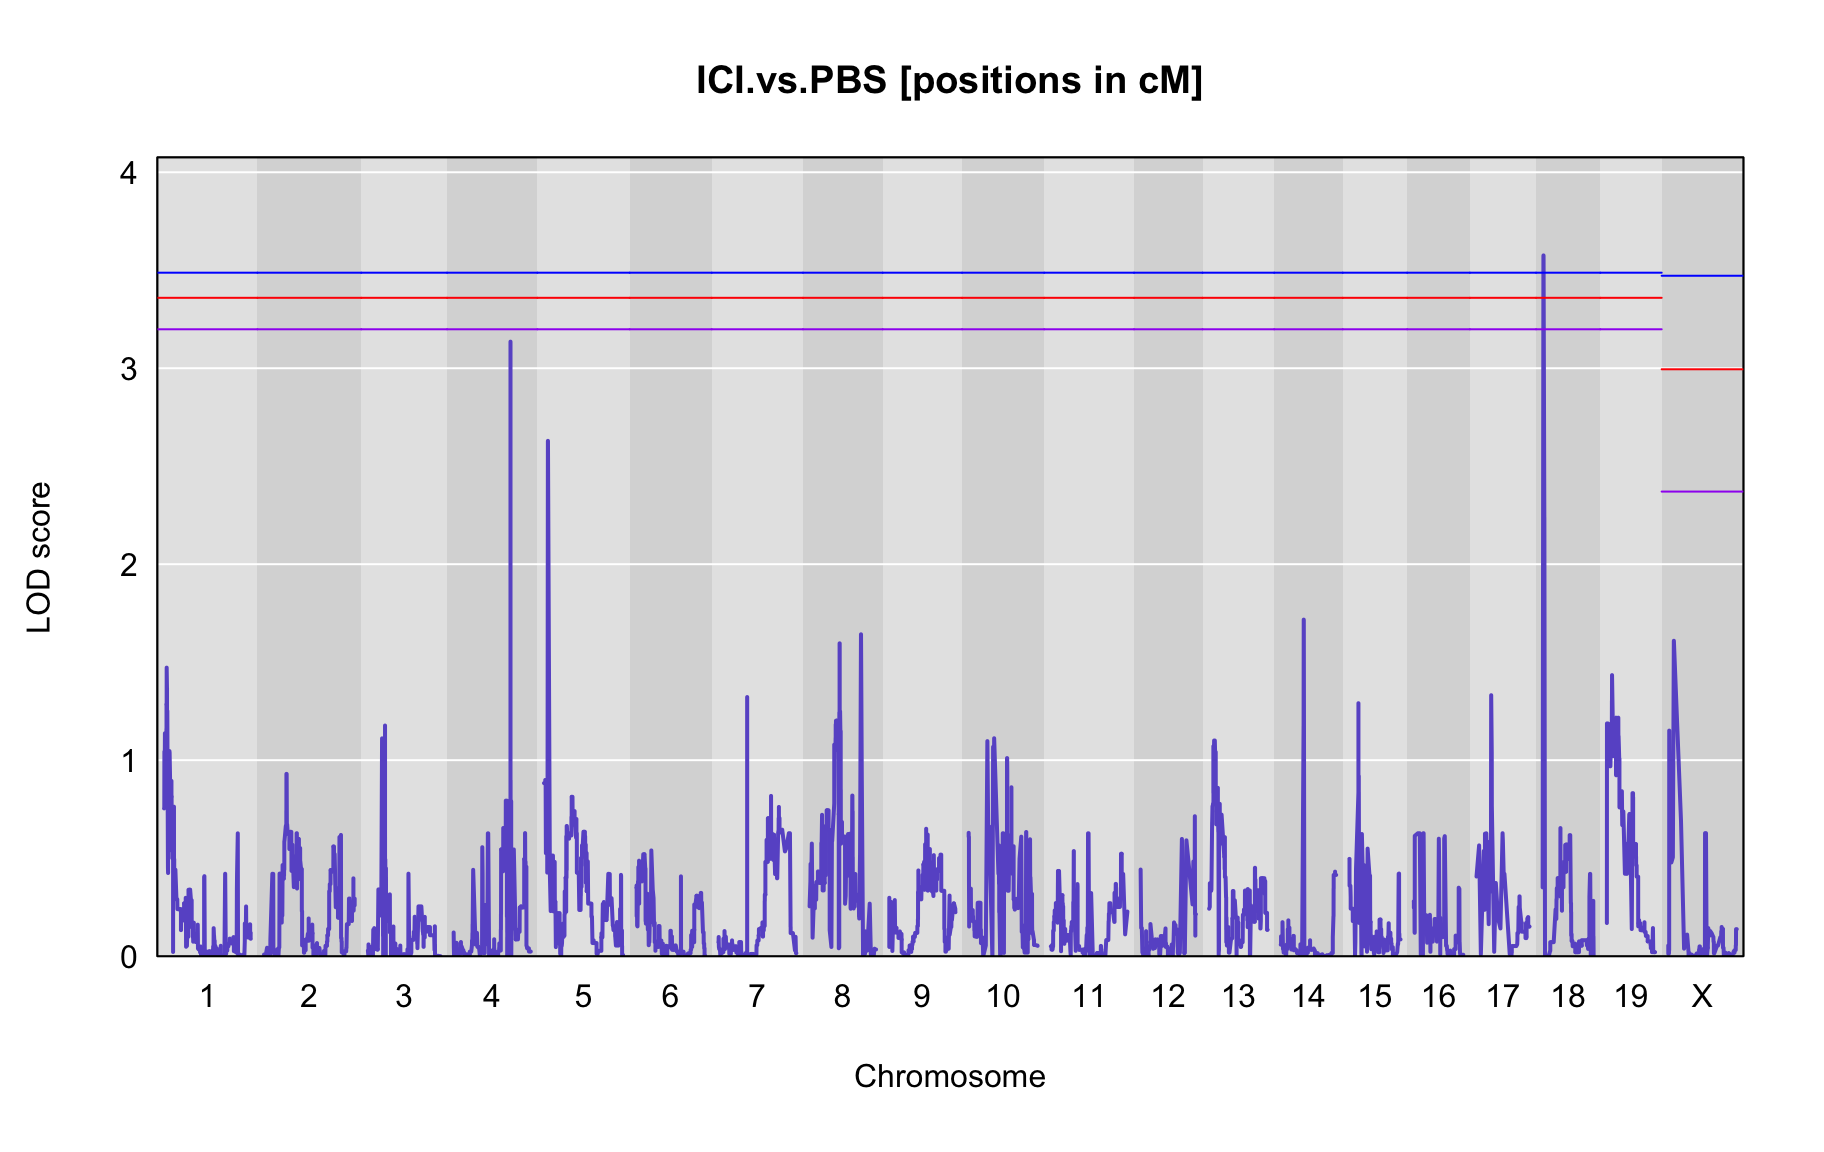 ICI.vs.PBS [positions in cM]
4
3
2
1
0
LOD score
1 2 3 4 5 6 7 8 9 10 11 12 13 14 15 16 17 18 19 X
Chromosome